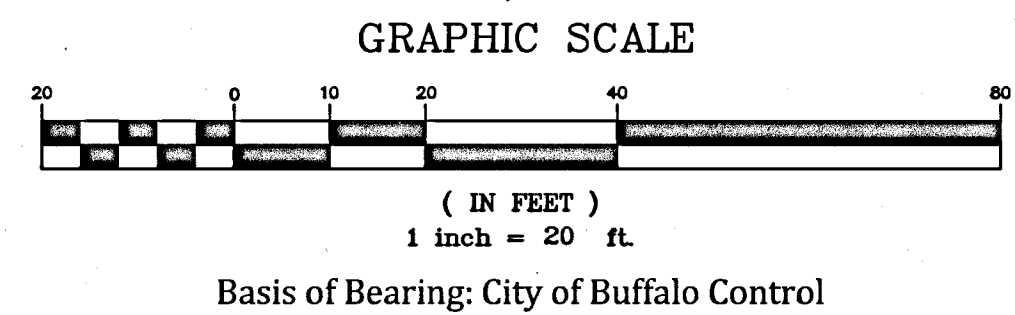 GRAPHIC SCALE
20 0 10 20 40 80
( IN FEET )
1 inch = 20 ft.
Basis of Bearing: City of Buffalo Control